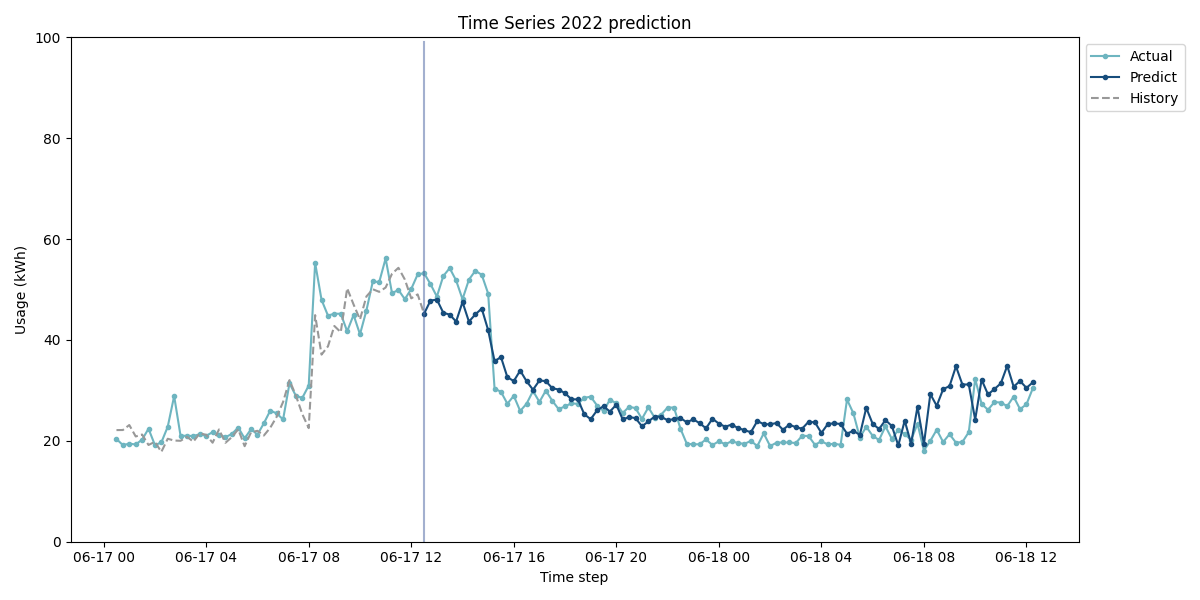 Time Series 2022 prediction
100
80
60
40
20
0
Usage (kWh)
06-17 00
06-17 04
06-17 08
06-17 12
06-17 16
06-17 20
06-18 00
06-18 04
06-18 08
06-18 12
Time step
Actual
Predict
History